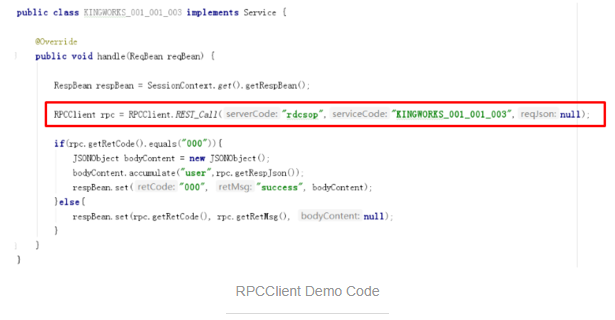 public class KINGWORKS_001_001_003 implements Service {
@Override
public void handle(ReqBean reqBean) {
RespBean respBean = SessionContext.get().getRespBean();
RPCClient rpc = RPCClient.REST_Call( serverCode: "rdcsop", serviceCode: "KINGWORKS_001_001_003", reqJson: null);
if(rpc.getRetCode().equals("000")){
JSONObject bodyContent = new JSONObject();
bodyContent.accumulate("user",rpc.getRespJson());
respBean.set( retCode: "000", retMsg: "success", bodyContent);
}else{
respBean.set(rpc.getRetCode(), rpc.getRetMsg(), bodyContent: null);
}
}
}
RPCClient Demo Code